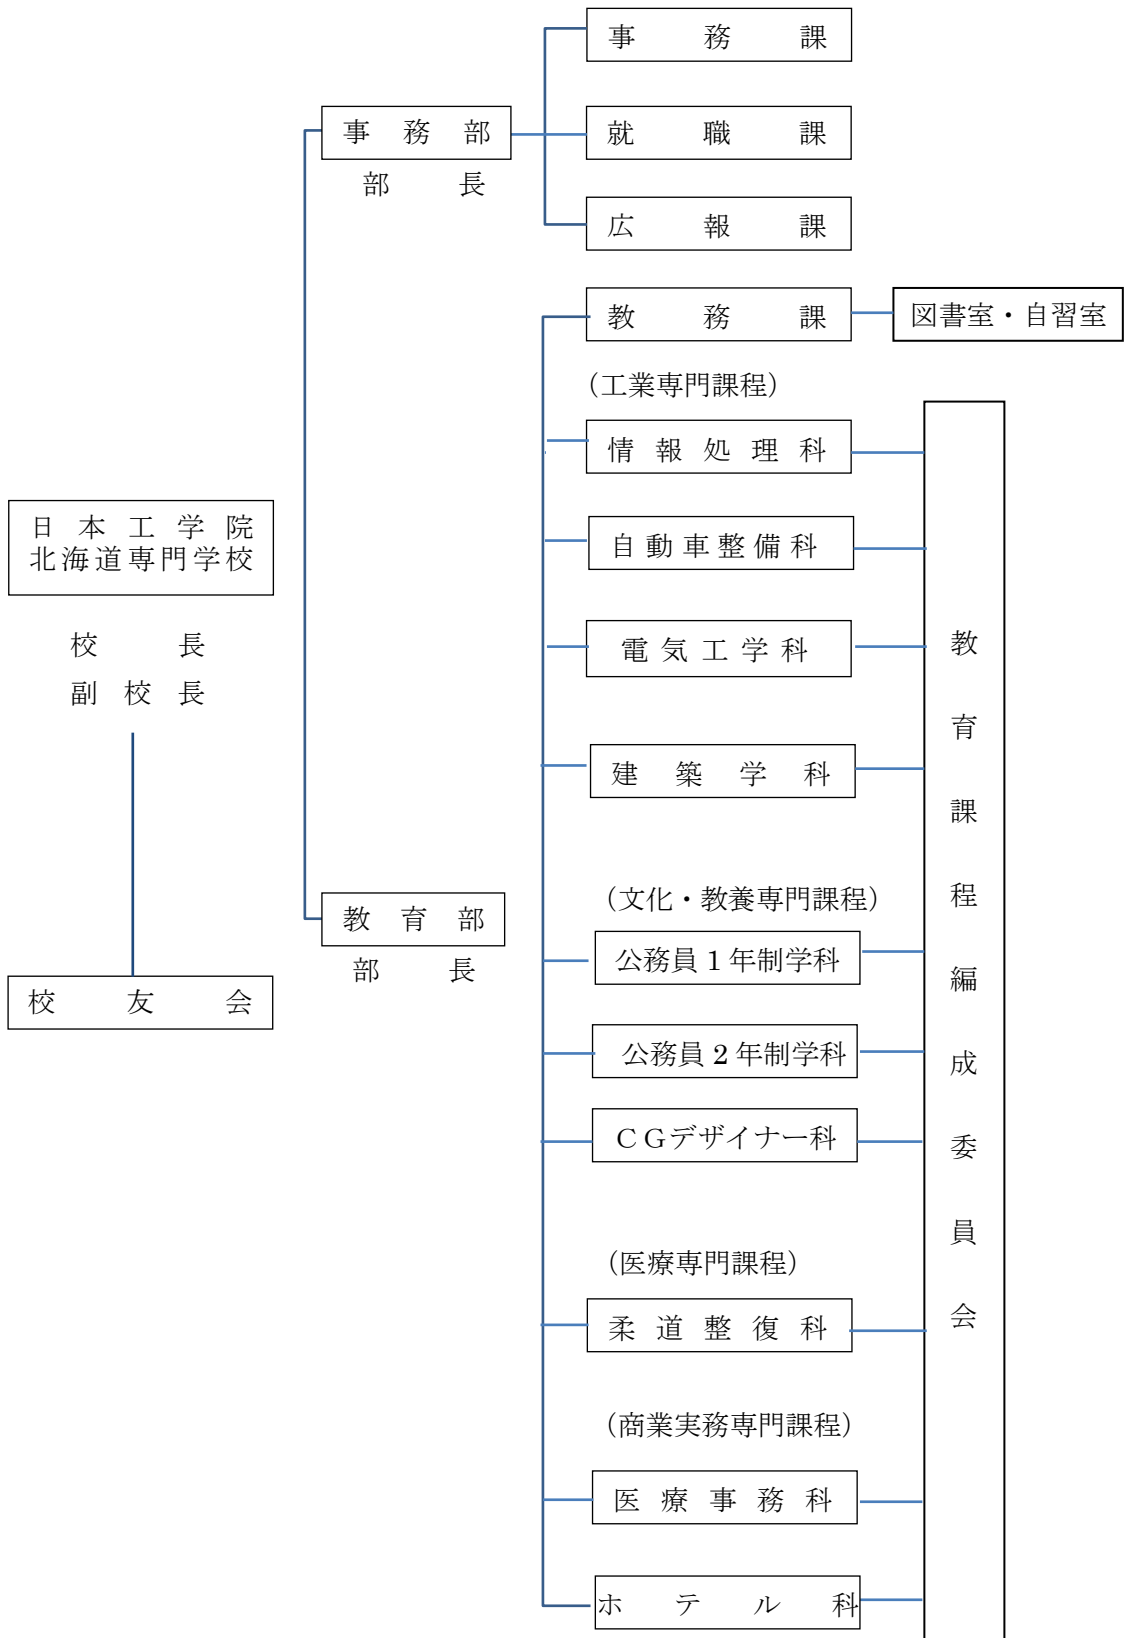 事務課
事務部
就職課
部長
広報課
教務課
図書室・自習室
（工業専門課程）
情報処理科
日本工学院
北海道専門学校
自動車整備科
校長
副校長
電気工学科
建築学科
（文化・教養専門課程）
教育部
部長
公務員１年制学科
校友会
公務員２年制学科
ＣＧデザイナー科
（医療専門課程）
柔道整復科
（商業実務専門課程）
医療事務科
ホテル科
教育課程編成委員会